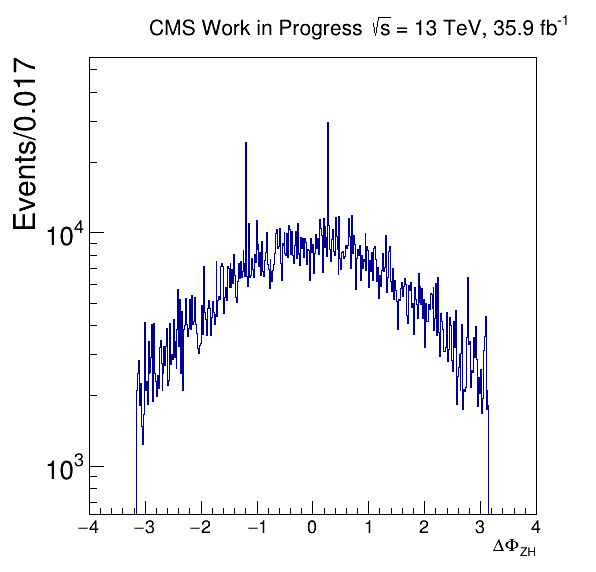 CMS Work in Progress √s = 13 TeV, 35.9 fb⁻¹
Events/0.017
10⁴
10³
−4 −3 −2 −1 0 1 2 3 4
ΔΦ_ZH